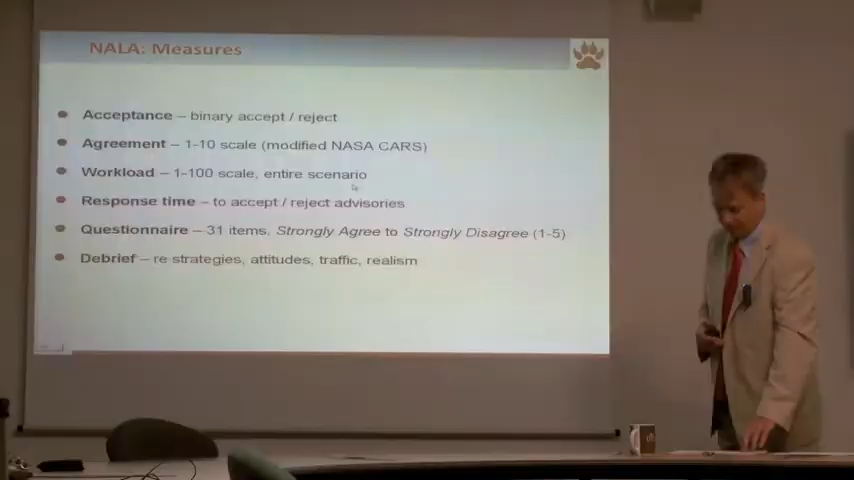 NALA: Measures
Acceptance – binary accept / reject
Agreement – 1-10 scale (modified NASA CARS)
Workload – 1-100 scale, entire scenario
Response time – to accept / reject advisories
Questionnaire – 31 items, Strongly Agree to Strongly Disagree (1-5)
Debrief – re strategies, attitudes, traffic, realism